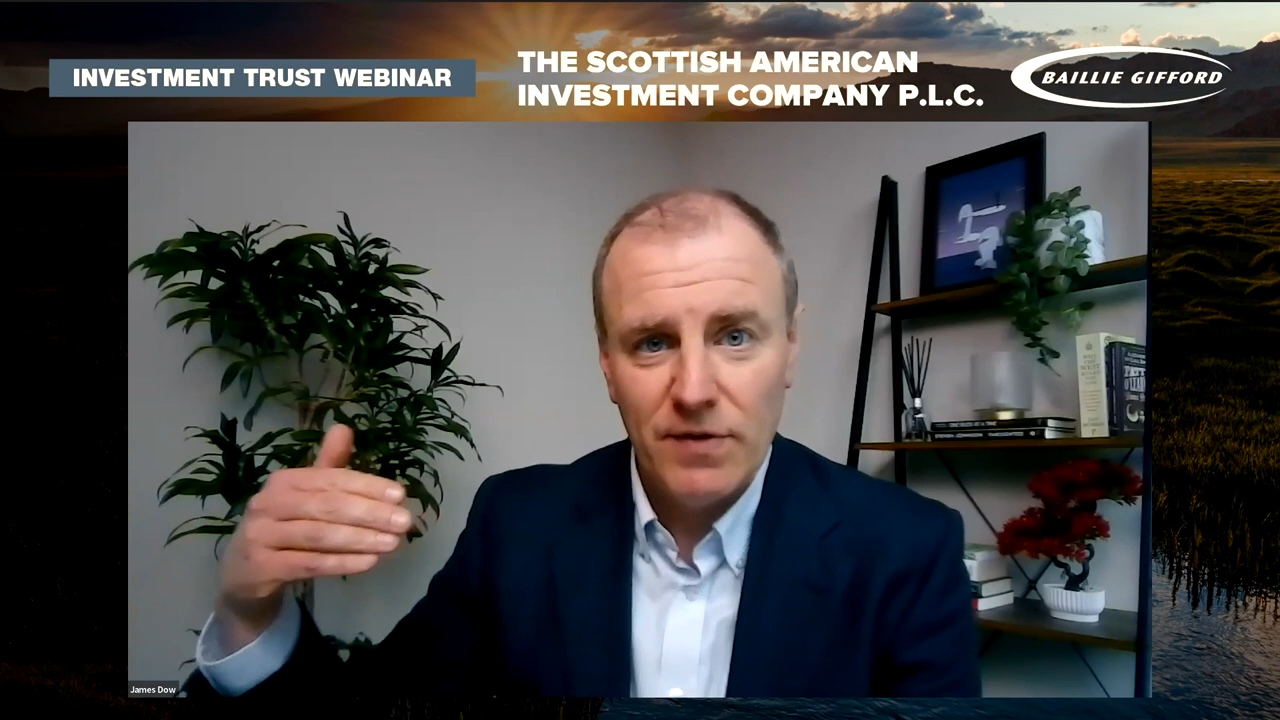 INVESTMENT TRUST WEBINAR
THE SCOTTISH AMERICAN
INVESTMENT COMPANY P.L.C.
BAILLIE GIFFORD
James Dow